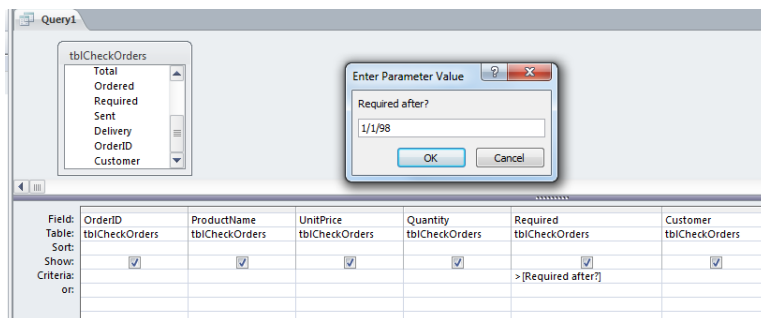 Query1
tblCheckOrders
Total
Ordered
Required
Sent
Delivery
OrderID
Customer
Enter Parameter Value
Required after?
1/1/98
OK Cancel
Field: OrderID ProductName UnitPrice Quantity Required Customer
Table: tblCheckOrders tblCheckOrders tblCheckOrders tblCheckOrders tblCheckOrders tblCheckOrders
Sort:
Show:
Criteria: >[Required after?]
or: